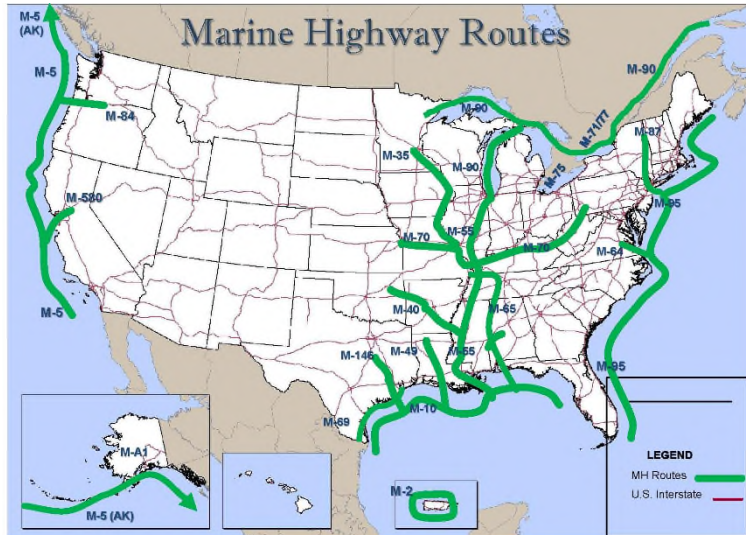 Marine Highway Routes
M-5
(AK)
M-5
M-84
M-580
M-5
M-90
M-90
M-71/77
M-87
M-35
M-90
M-75
M-95
M-55
M-70
M-70
M-64
M-40
M-65
M-146
M-49
M-55
M-95
M-69
M-10
M-A1
M-5 (AK)
M-2
LEGEND
MH Routes
U.S. Interstate